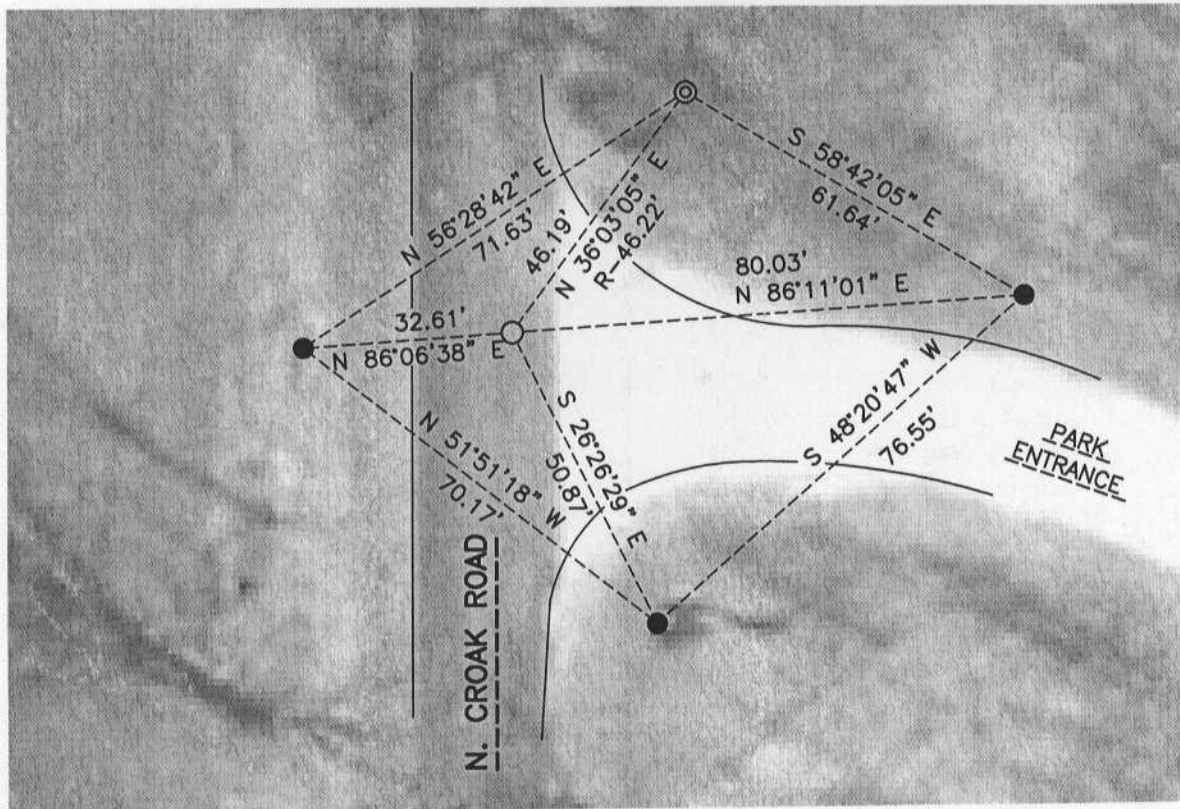 N 56°28'42" E
71.63'
46.19'
N 36°03'05" E
R–46.22'
S 58°42'05" E
61.64'
80.03'
N 86°11'01" E
32.61'
N 86°06'38" E
S 48°20'47" W
76.55'
N 51°51'18" W
70.17'
S 26°26'29" E
50.87'
PARK
ENTRANCE
N. CROAK ROAD